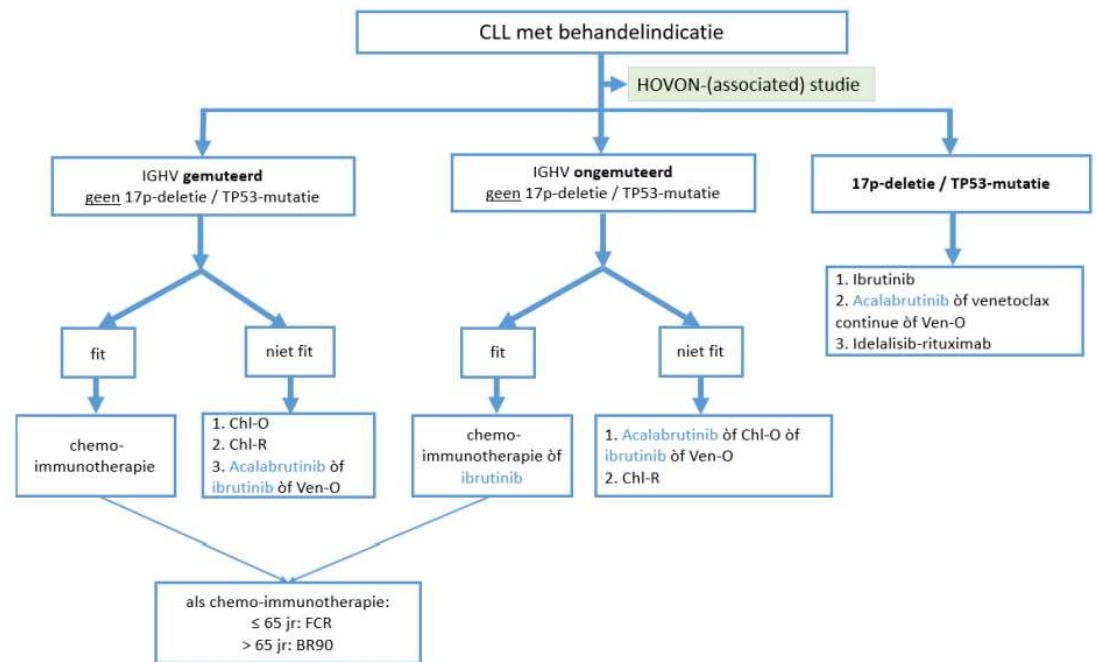 CLL met behandelindicatie
HOVON-(associated) studie
IGHV gemuteerd
geen 17p-deletie / TP53-mutatie
IGHV ongemuteerd
geen 17p-deletie / TP53-mutatie
17p-deletie / TP53-mutatie
1. Ibrutinib
2. Acalabrutinib òf venetoclax
continue òf Ven-O
3. Idelalisib-rituximab
fit
niet fit
fit
niet fit
chemo-
immunotherapie
1. Chl-O
2. Chl-R
3. Acalabrutinib òf
ibrutinib òf Ven-O
chemo-
immunotherapie òf
ibrutinib
1. Acalabrutinib òf Chl-O òf
ibrutinib òf Ven-O
2. Chl-R
als chemo-immunotherapie:
≤ 65 jr: FCR
> 65 jr: BR90